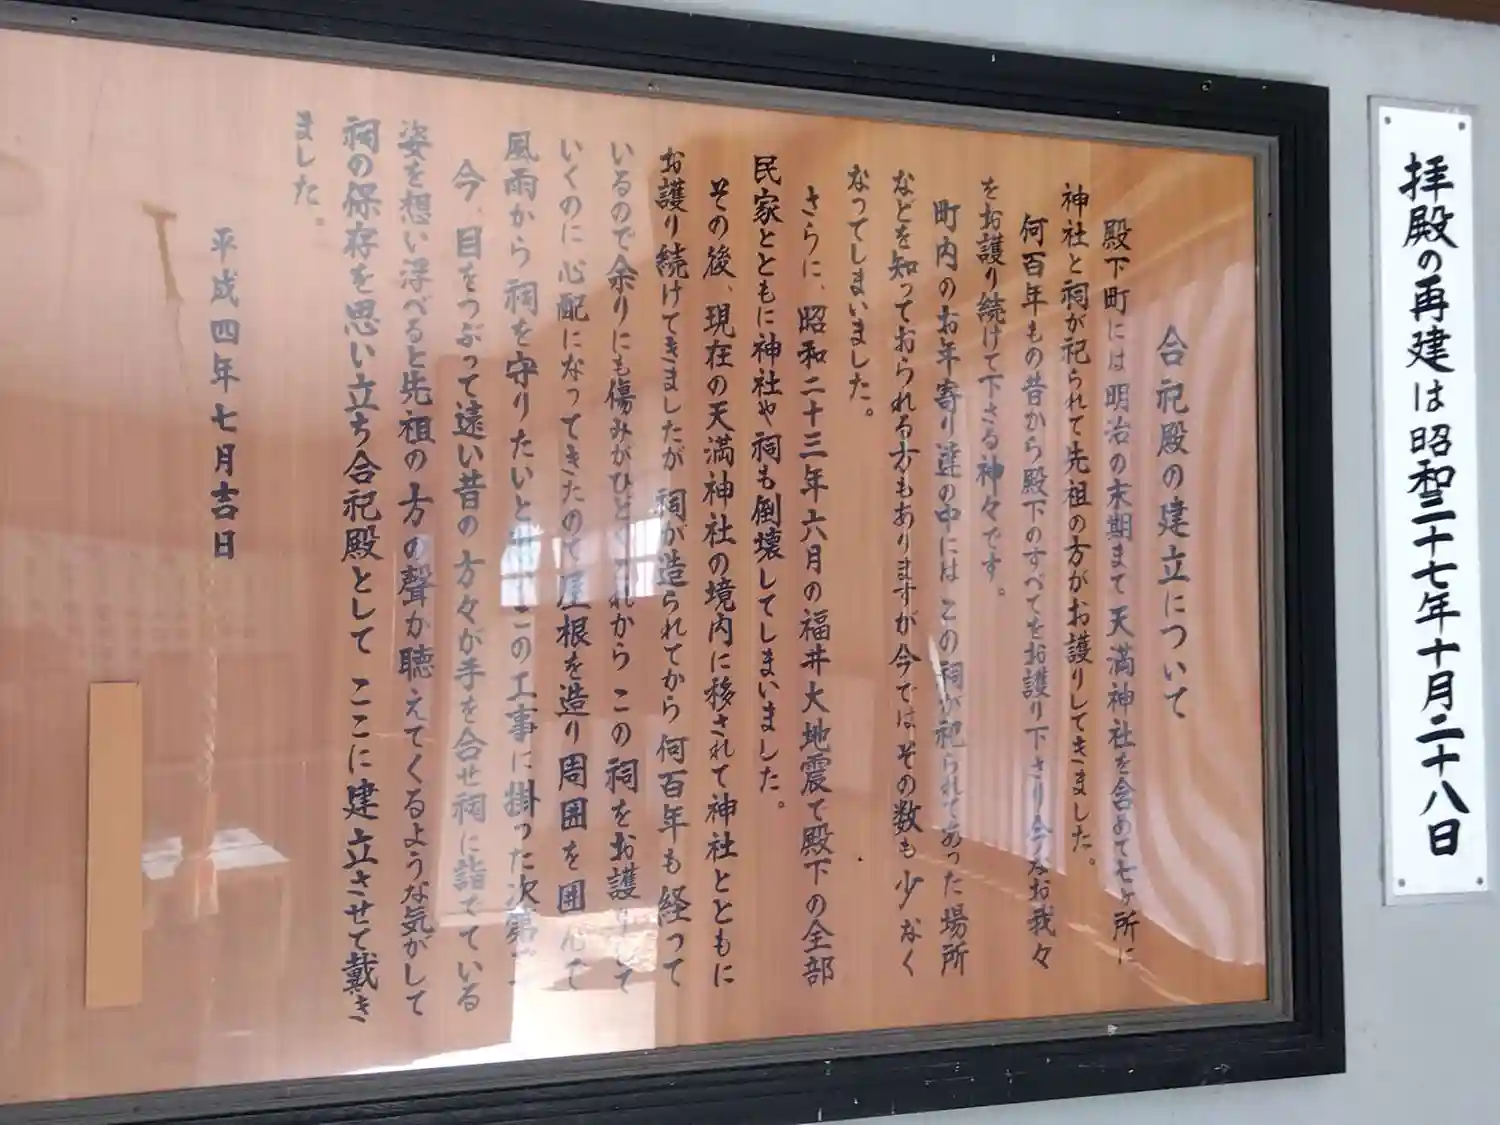 拝殿の再建は昭和二十七年十月二十八日
合祀殿の建立について
殿下町には明治の末期まで天満神社を含めて七ヶ所に
神社と祠が祀られて先祖の方がお護りしてきました。
何百年もの昔から殿下のすべてをお護り下さり今なお我々
をお護り続けて下さる神々です。
町内のお年寄り達の中にはこの祠が祀られてあった場所
などを知っておられる方もありますが今ではその数も少なく
なってしまいました。
さらに、昭和二十三年六月の福井大地震で殿下の全部
民家とともに神社や祠も倒壊してしまいました。
その後、現在の天満神社の境内に移されて神社とともに
お護り続けてきましたが祠が造られてから何百年も経って
いるので余りにも傷みがひどくこれからこの祠をお護りして
いくのに心配になってきたので屋根を造り周囲を囲んで
風雨から祠を守りたいと この工事に掛った次第
今、目をつぶって遠い昔の方々が手を合せ祠に詣でている
姿を想い浮べると先祖の方の聲が聴えてくるような気がして
祠の保存を思い立ち合祀殿としてここに建立させて戴き
ました。
平成四年七月吉日